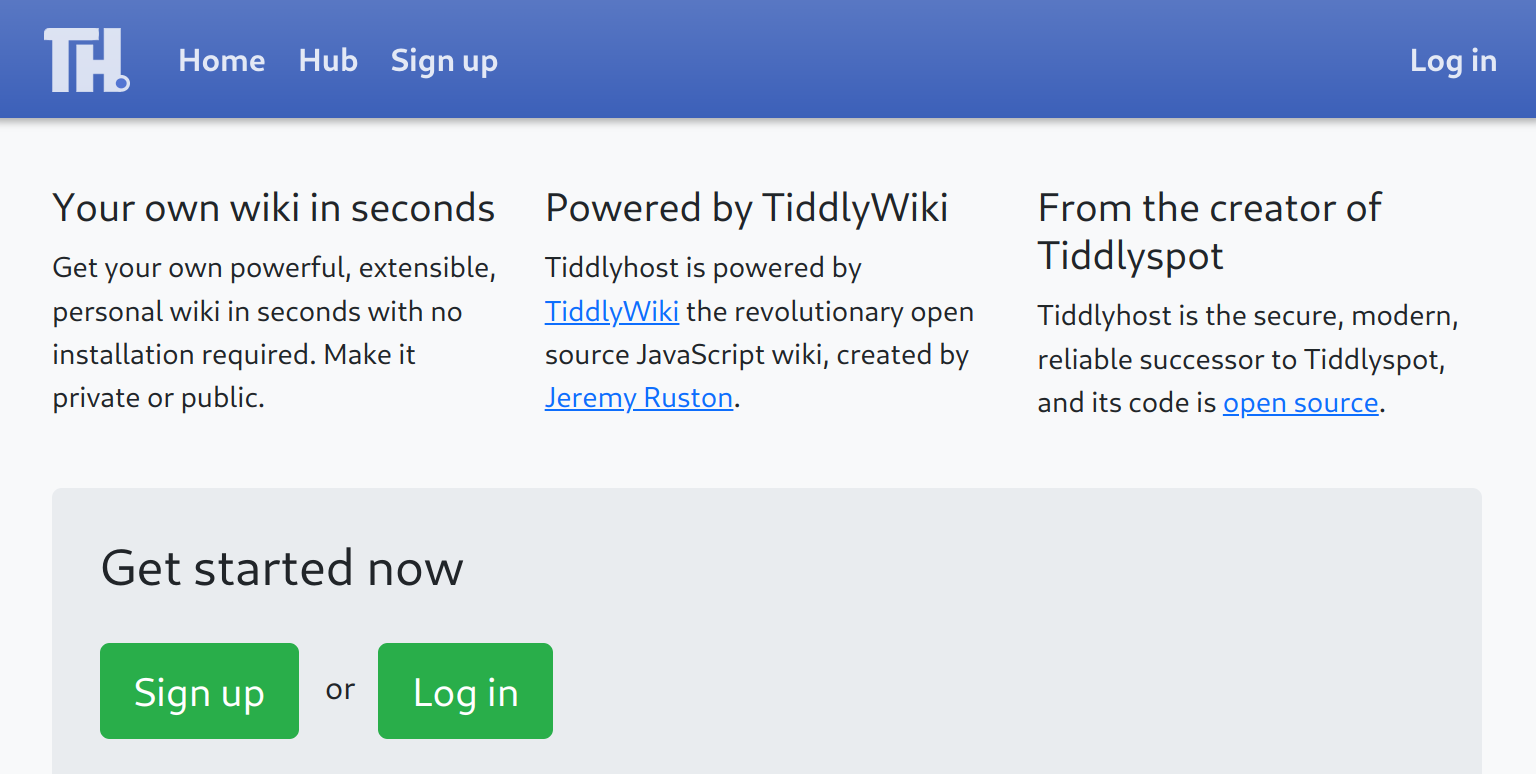 TH.
Home Hub Sign up Log in
Your own wiki in seconds
Get your own powerful, extensible,
personal wiki in seconds with no
installation required. Make it
private or public.
Powered by TiddlyWiki
Tiddlyhost is powered by
TiddlyWiki the revolutionary open
source JavaScript wiki, created by
Jeremy Ruston.
From the creator of
Tiddlyspot
Tiddlyhost is the secure, modern,
reliable successor to Tiddlyspot,
and its code is open source.
Get started now
Sign up or Log in